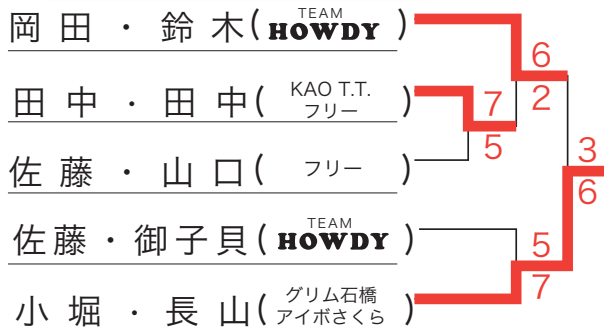 岡田・鈴木(TEAM HOWDY)
6
田中・田中(KAO T.T. フリー)
7
2
5
佐藤・山口(フリー)
3
6
佐藤・御子貝(TEAM HOWDY)
5
7
小堀・長山(グリム石橋 アイボさくら)